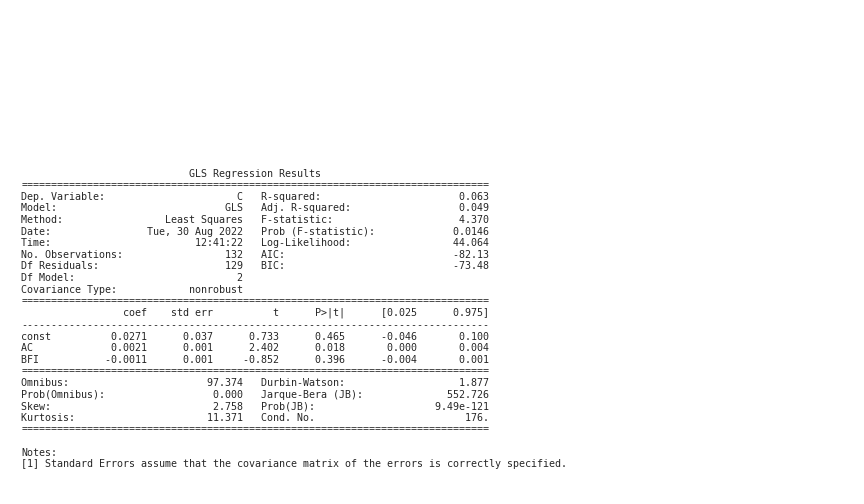 GLS Regression Results
==============================================================================
Dep. Variable:                      C   R-squared:                       0.063
Model:                            GLS   Adj. R-squared:                  0.049
Method:                 Least Squares   F-statistic:                     4.370
Date:                Tue, 30 Aug 2022   Prob (F-statistic):             0.0146
Time:                        12:41:22   Log-Likelihood:                 44.064
No. Observations:                 132   AIC:                            -82.13
Df Residuals:                     129   BIC:                            -73.48
Df Model:                           2
Covariance Type:            nonrobust
==============================================================================
                 coef    std err          t      P>|t|      [0.025      0.975]
------------------------------------------------------------------------------
const          0.0271      0.037      0.733      0.465      -0.046       0.100
AC             0.0021      0.001      2.402      0.018       0.000       0.004
BFI           -0.0011      0.001     -0.852      0.396      -0.004       0.001
==============================================================================
Omnibus:                       97.374   Durbin-Watson:                   1.877
Prob(Omnibus):                  0.000   Jarque-Bera (JB):              552.726
Skew:                           2.758   Prob(JB):                    9.49e-121
Kurtosis:                      11.371   Cond. No.                         176.
==============================================================================
Notes:
[1] Standard Errors assume that the covariance matrix of the errors is correctly specified.